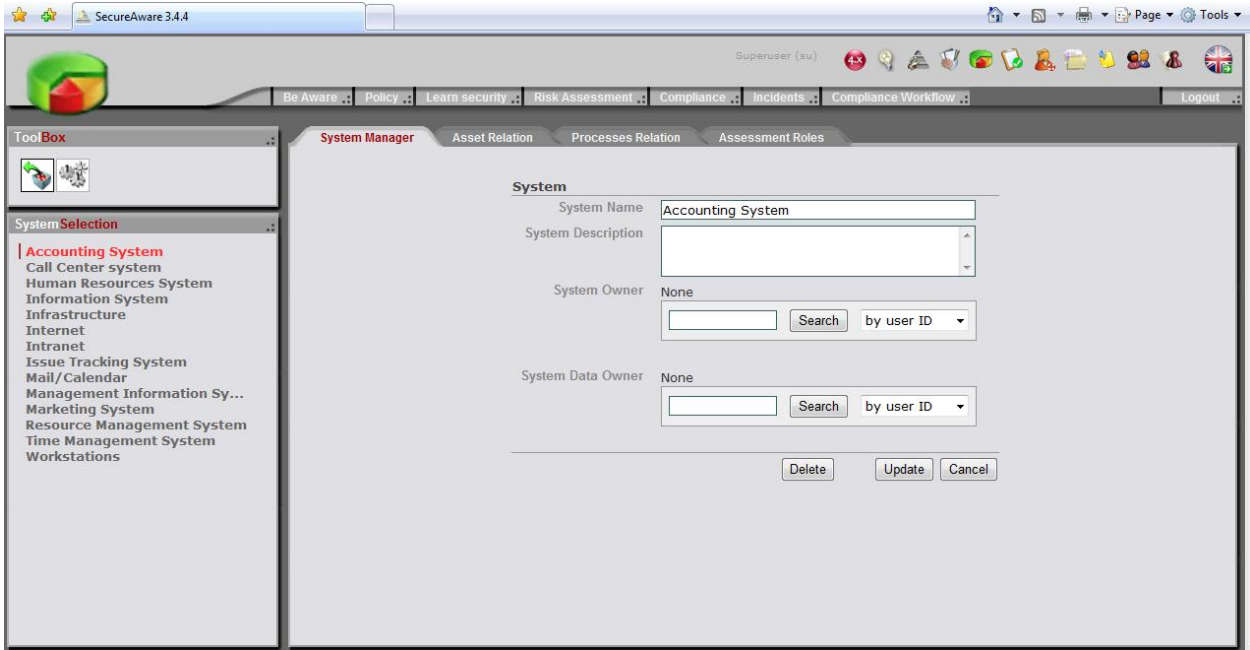 SecureAware 3.4.4
Page Tools
Superuser (su)
Be Aware .: Policy .: Learn security .: Risk Assessment .: Compliance .: Incidents .: Compliance Workflow .: Logout .:
ToolBox .:
System Manager Asset Relation Processes Relation Assessment Roles
System
System Name Accounting System
SystemSelection .:
System Description
Accounting System
Call Center system
Human Resources System
Information System
Infrastructure
Internet
Intranet
Issue Tracking System
Mail/Calendar
Management Information Sy...
Marketing System
Resource Management System
Time Management System
Workstations
System Owner None
Search by user ID
System Data Owner None
Search by user ID
Delete Update Cancel